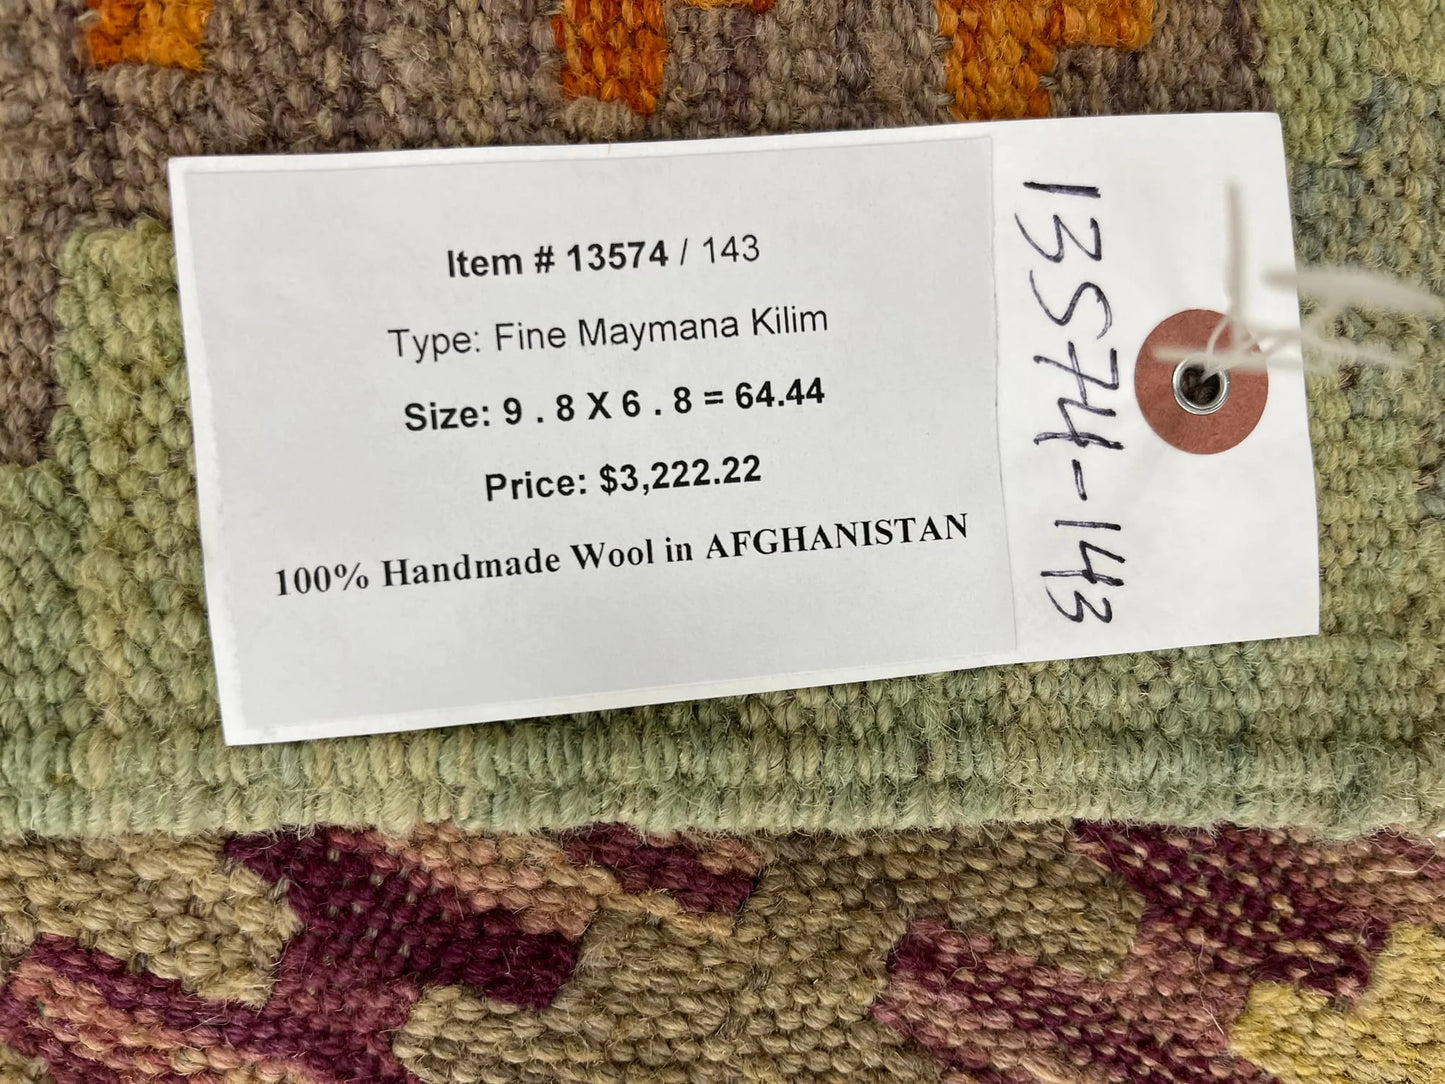 Item # 13574 / 143
Type: Fine Maymana Kilim
Size: 9 . 8 X 6 . 8 = 64.44
Price: $3,222.22
100% Handmade Wool in AFGHANISTAN
13574-143